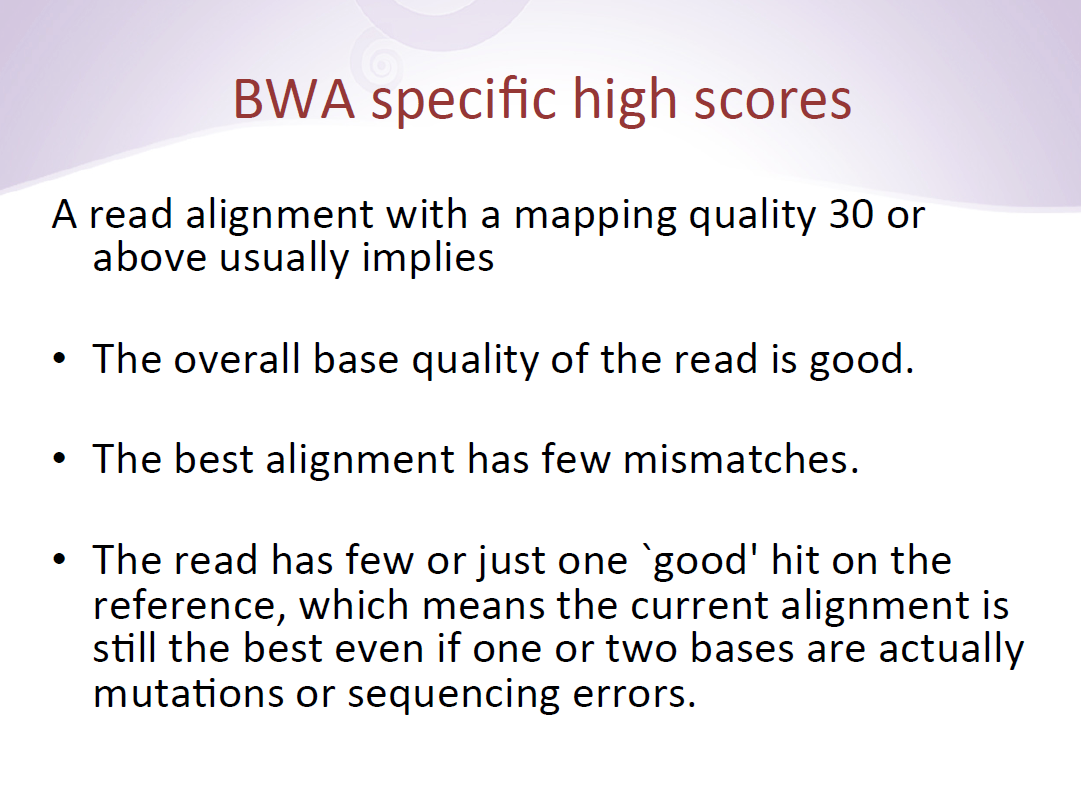 BWA specific high scores
A read alignment with a mapping quality 30 or
above usually implies
• The overall base quality of the read is good.
• The best alignment has few mismatches.
• The read has few or just one `good' hit on the
reference, which means the current alignment is
still the best even if one or two bases are actually
mutations or sequencing errors.